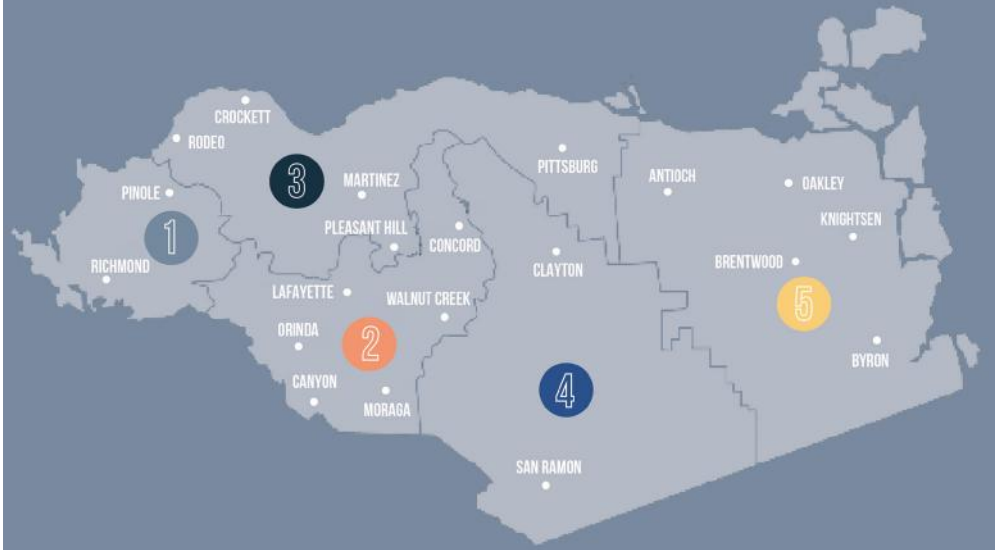 CROCKETT
RODEO
PINOLE
1
RICHMOND
3
MARTINEZ
PLEASANT HILL
LAFAYETTE
WALNUT CREEK
ORINDA
2
CANYON
MORAGA
CONCORD
PITTSBURG
CLAYTON
4
SAN RAMON
ANTIOCH
OAKLEY
KNIGHTSEN
BRENTWOOD
5
BYRON